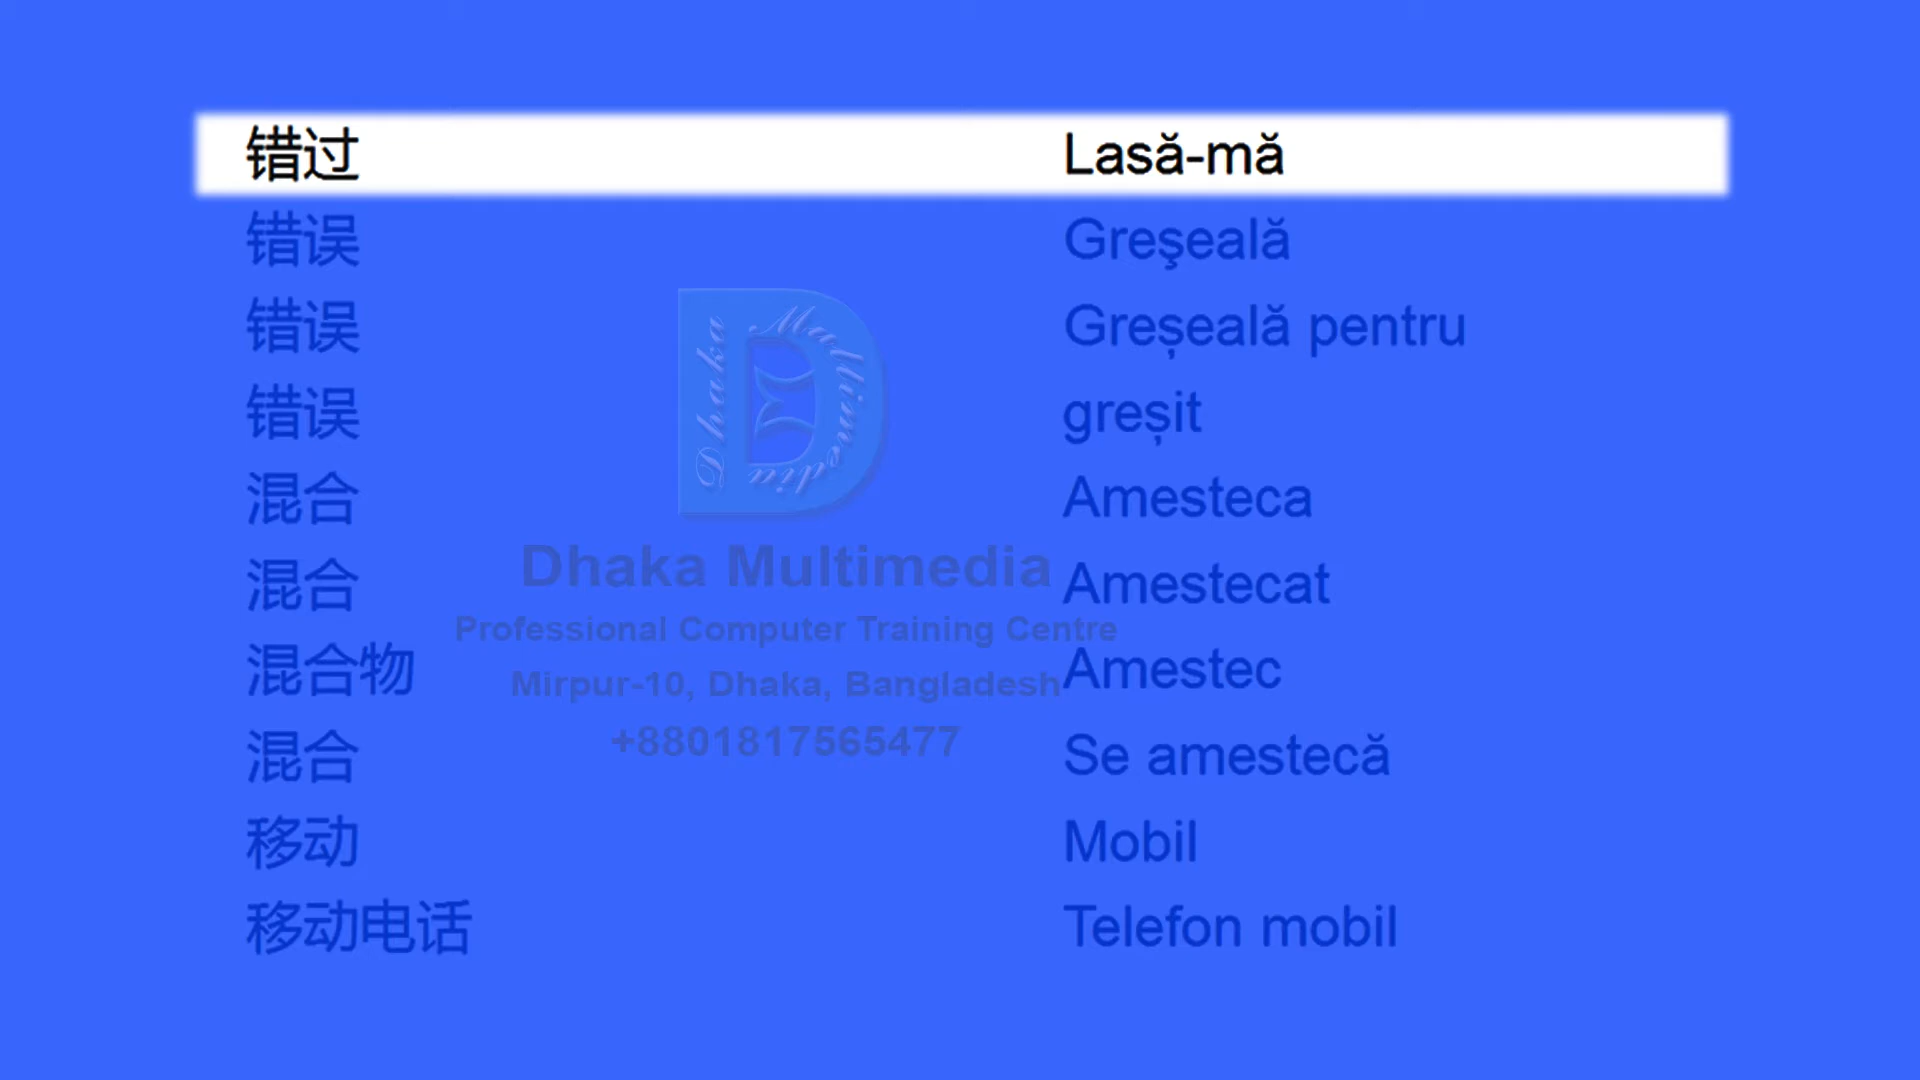 错过 Lasă-mă
错误 Greşeală
错误 Greșeală pentru
错误 greșit
混合 Amesteca
混合 Amestecat
混合物 Amestec
混合 Se amestecă
移动 Mobil
移动电话 Telefon mobil
Dhaka Multimedia
Dhaka Multimedia
Professional Computer Training Centre
Mirpur-10, Dhaka, Bangladesh
+8801817565477